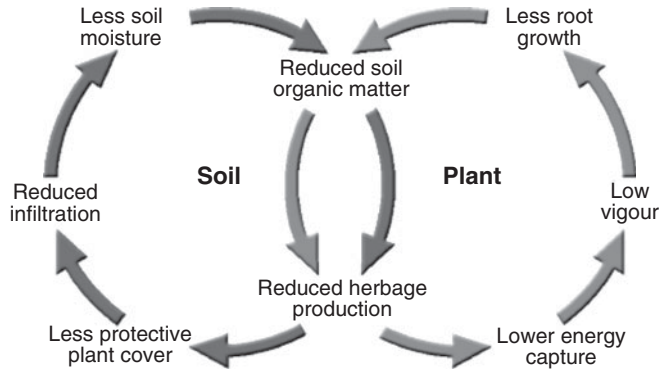 Less soil
moisture
Less root
growth
Reduced soil
organic matter
Soil
Plant
Reduced
infiltration
Low
vigour
Reduced herbage
production
Less protective
plant cover
Lower energy
capture